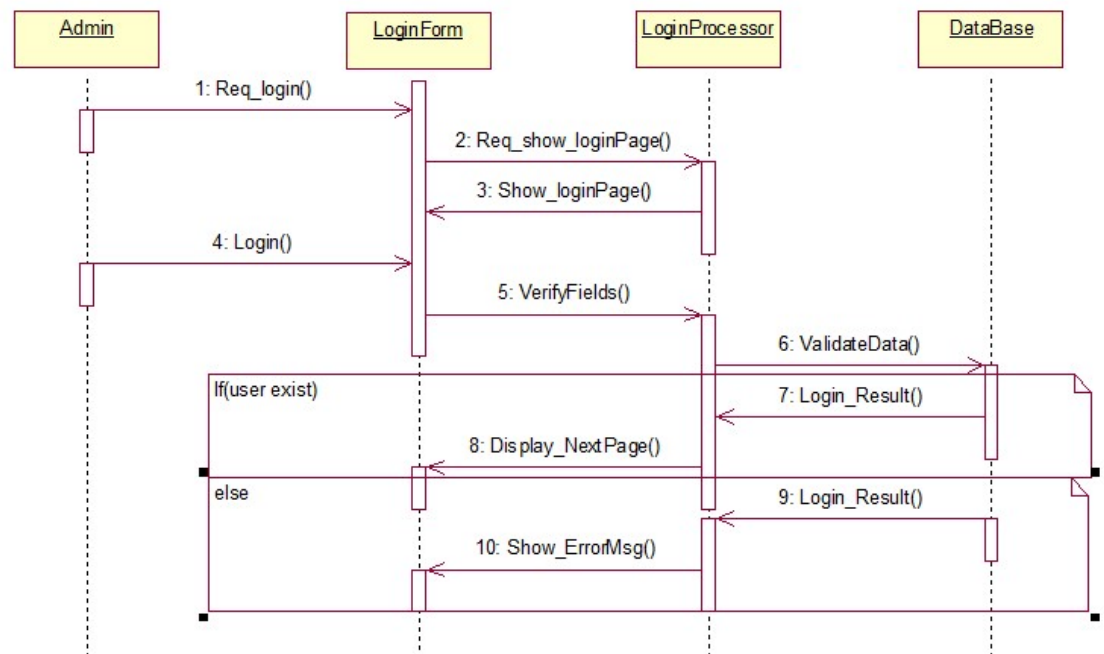 Admin
LoginForm
LoginProcessor
DataBase
1: Req_login()
2: Req_show_loginPage()
3: Show_loginPage()
4: Login()
5: VerifyFields()
6: ValidateData()
If(user exist)
7: Login_Result()
8: Display_NextPage()
else
9: Login_Result()
10: Show_ErrorMsg()